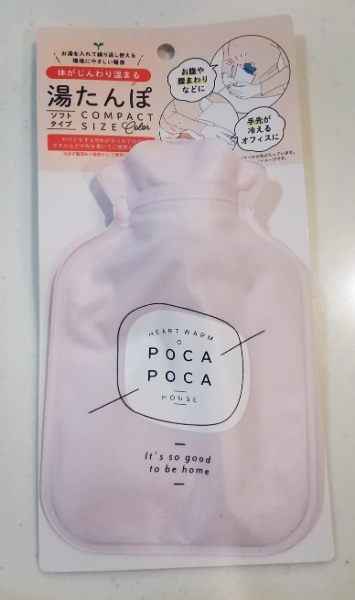 お湯を入れて繰り返し使える
環境にやさしい暖房
体がじんわり温まる
湯たんぽ
ソフト
タイプ
COMPACT
SIZE Color
お腹や
腰まわり
などに
手先が
冷える
オフィスに
HEART WARM
POCA
POCA
HOUSE
It's so good
to be home